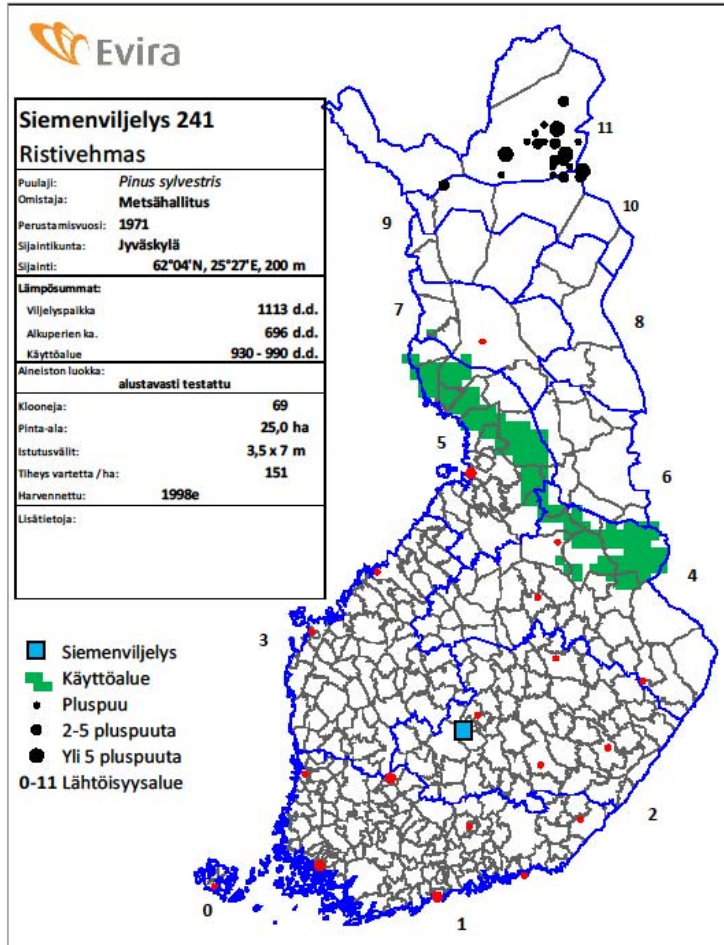 Evira
Siemenviljelys 241
Ristivehmas
Puulaji: Pinus sylvestris
Omistaja: Metsähallitus
Perustamisvuosi: 1971
Sijaintikunta: Jyväskylä
Sijainti: 62°04'N, 25°27'E, 200 m
Lämpösummat:
Viljelyspaikka 1113 d.d.
Alkuperien ka. 696 d.d.
Käyttöalue 930 - 990 d.d.
Aineiston luokka:
alustavasti testattu
Klooneja: 69
Pinta-ala: 25,0 ha
Istutusvälit: 3,5 x 7 m
Tiheys vartetta / ha: 151
Harvennettu: 1998e
Lisätietoja:
Siemenviljelys
Käyttöalue
Pluspuu
2-5 pluspuuta
Yli 5 pluspuuta
0-11 Lähtöisyysalue
11
10
9
8
7
6
5
4
3
2
1
0